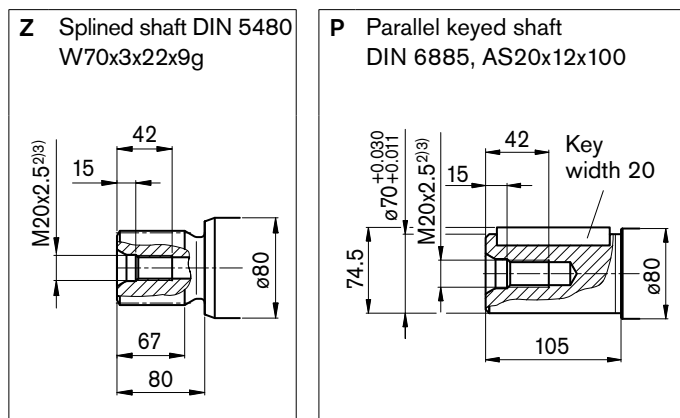 Z Splined shaft DIN 5480
W70x3x22x9g
42
15
M20x2.5²⁾³⁾
ø80
67
80
P Parallel keyed shaft
DIN 6885, AS20x12x100
+0.030
ø70+0.011
M20x2.5²⁾³⁾
42
15
Key
width 20
74.5
ø80
105